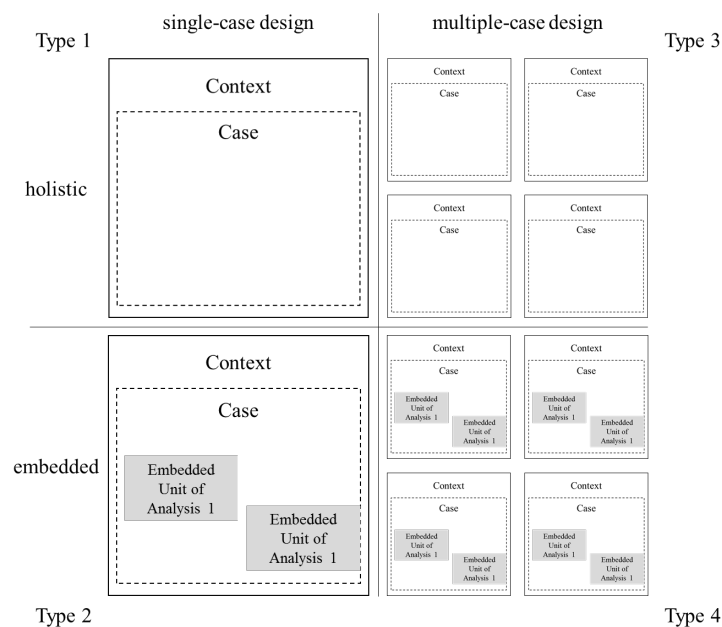 single-case design
multiple-case design
Type 1
Type 3
holistic
Context
Case
Context
Case
Context
Case
Context
Case
Context
Case
embedded
Context
Case
Embedded
Unit of
Analysis 1
Embedded
Unit of
Analysis 1
Context
Case
Embedded
Unit of
Analysis 1
Embedded
Unit of
Analysis 1
Context
Case
Embedded
Unit of
Analysis 1
Embedded
Unit of
Analysis 1
Context
Case
Embedded
Unit of
Analysis 1
Embedded
Unit of
Analysis 1
Context
Case
Embedded
Unit of
Analysis 1
Embedded
Unit of
Analysis 1
Type 2
Type 4